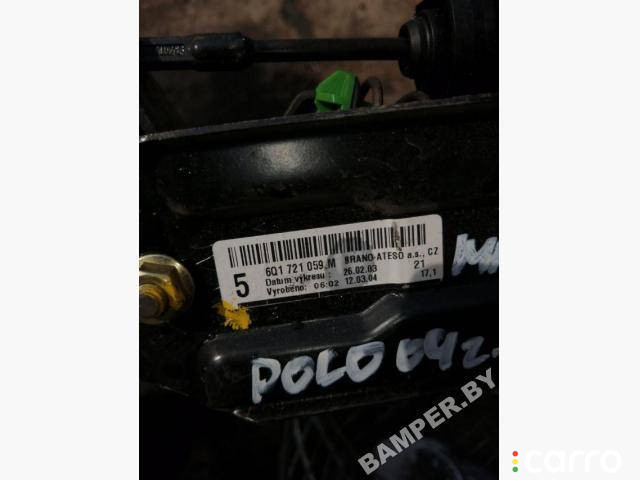 5
6Q1 721 059 M BRANO-ATESO a.s., CZ
Datum výkresu : 26.02.03 21
Vyrobeno: 06:02 12.03.04 17,1
POLO 04г.
BAMPER.BY
carro